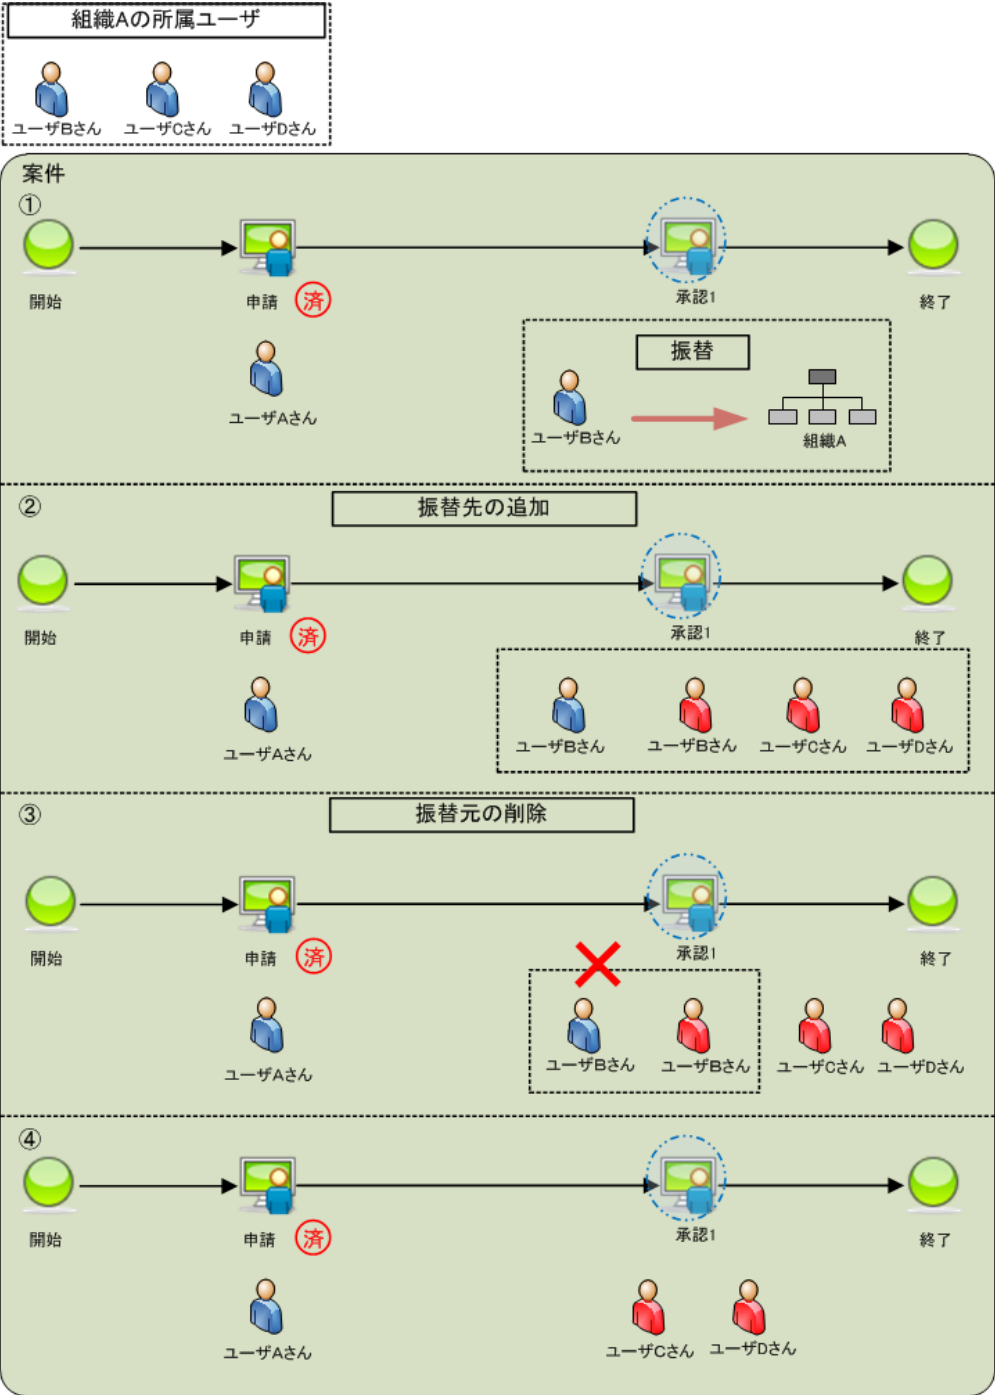 組織Aの所属ユーザ
ユーザBさん ユーザCさん ユーザDさん
案件
①
開始 申請 済 承認1 終了
振替
ユーザAさん ユーザBさん 組織A
②
振替先の追加
開始 申請 済 承認1 終了
ユーザAさん ユーザBさん ユーザBさん ユーザCさん ユーザDさん
③
振替元の削除
開始 申請 済 承認1 終了
ユーザAさん ユーザBさん ユーザBさん ユーザCさん ユーザDさん
④
開始 申請 済 承認1 終了
ユーザAさん ユーザCさん ユーザDさん